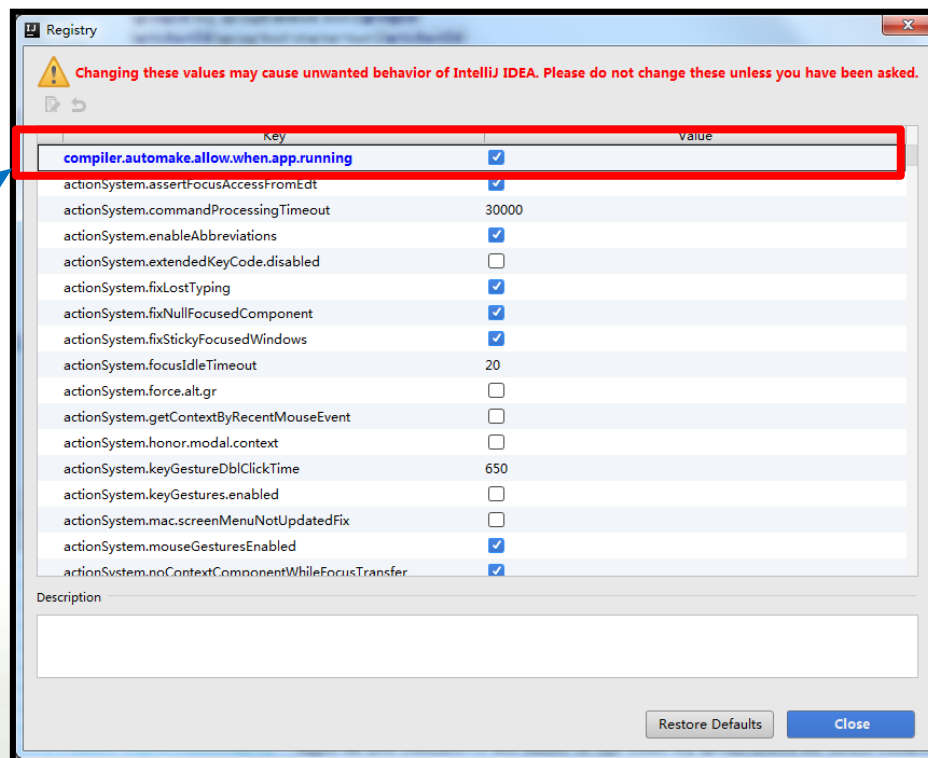 Registry
Changing these values may cause unwanted behavior of IntelliJ IDEA. Please do not change these unless you have been asked.
Key Value
compiler.automake.allow.when.app.running
actionSystem.assertFocusAccessFromEdt
actionSystem.commandProcessingTimeout 30000
actionSystem.enableAbbreviations
actionSystem.extendedKeyCode.disabled
actionSystem.fixLostTyping
actionSystem.fixNullFocusedComponent
actionSystem.fixStickyFocusedWindows
actionSystem.focusIdleTimeout 20
actionSystem.force.alt.gr
actionSystem.getContextByRecentMouseEvent
actionSystem.honor.modal.context
actionSystem.keyGestureDblClickTime 650
actionSystem.keyGestures.enabled
actionSystem.mac.screenMenuNotUpdatedFix
actionSystem.mouseGesturesEnabled
actionSystem.noContextComponentWhileFocusTransfer
Description
Restore Defaults Close